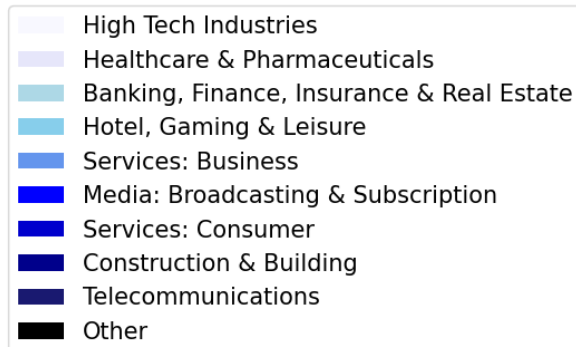 High Tech Industries
Healthcare & Pharmaceuticals
Banking, Finance, Insurance & Real Estate
Hotel, Gaming & Leisure
Services: Business
Media: Broadcasting & Subscription
Services: Consumer
Construction & Building
Telecommunications
Other